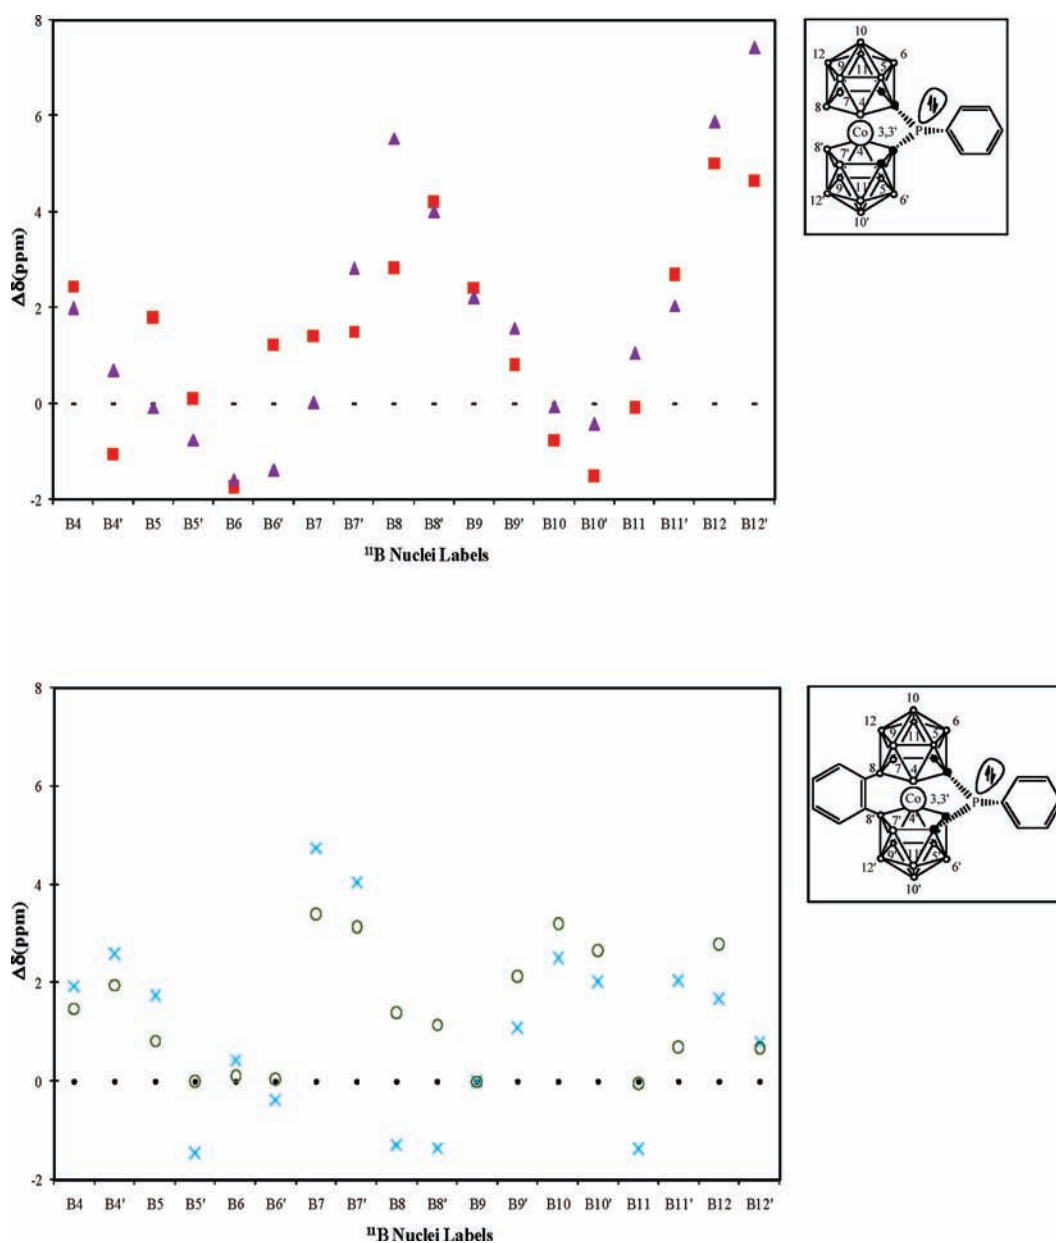 8
6
4
2
0
-2
Δδ(ppm)
B4 B4' B5 B5' B6 B6' B7 B7' B8 B8' B9 B9' B10 B10' B11 B11' B12 B12'
¹¹B Nuclei Labels
10
12 6
9 5
11
8 7 4
Co 3,3' P
8' 7' 4
9 11 5
12' 6'
10'
8
6
4
2
0
-2
Δδ(ppm)
B4 B4' B5 B5' B6 B6' B7 B7' B8 B8' B9 B9' B10 B10' B11 B11' B12 B12'
¹¹B Nuclei Labels
10
12 6
9 5
11
8 7 4
Co 3,3' P
8' 7' 4'
9' 11 5'
12' 6'
10'